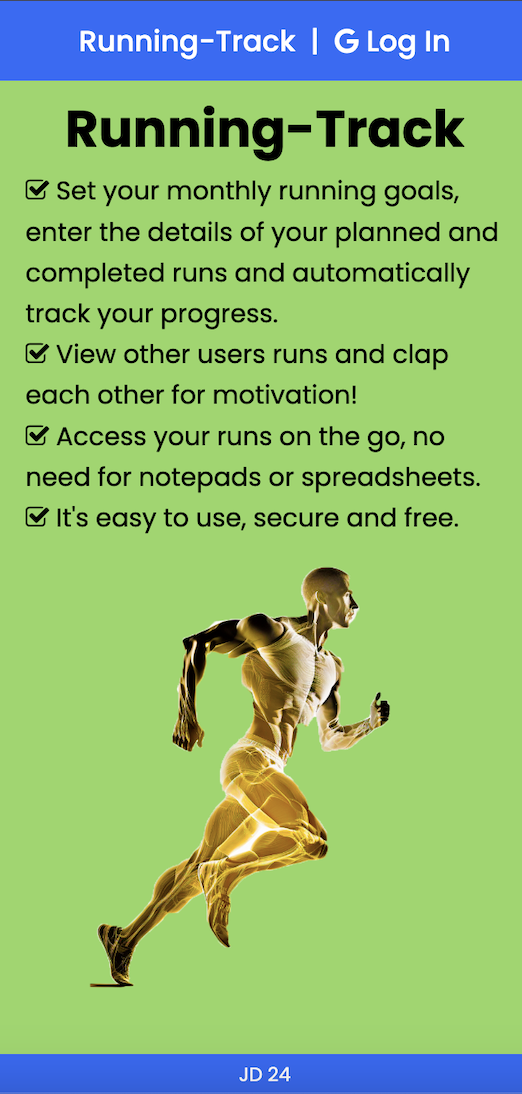 Running-Track | G Log In
Running-Track
Set your monthly running goals,
enter the details of your planned and
completed runs and automatically
track your progress.
View other users runs and clap
each other for motivation!
Access your runs on the go, no
need for notepads or spreadsheets.
It's easy to use, secure and free.
JD 24